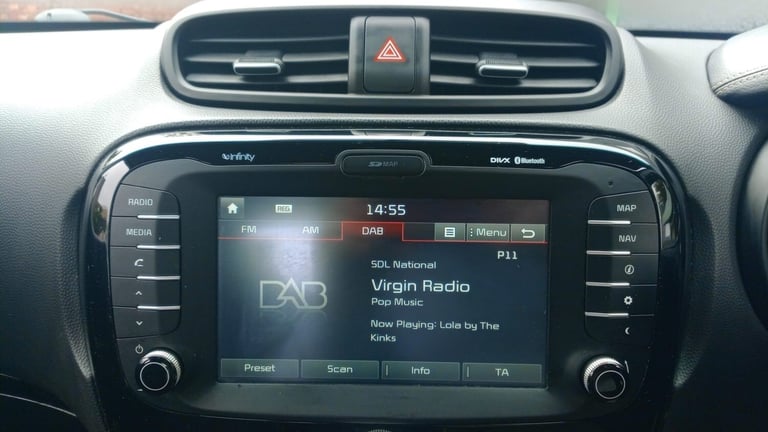 infinity
SD MAP
DIVX Bluetooth
RADIO
MEDIA
MAP
NAV
REG 14:55
FM AM DAB Menu
P11
SDL National
Virgin Radio
Pop Music
DAB
Now Playing: Lola by The
Kinks
Preset Scan Info TA